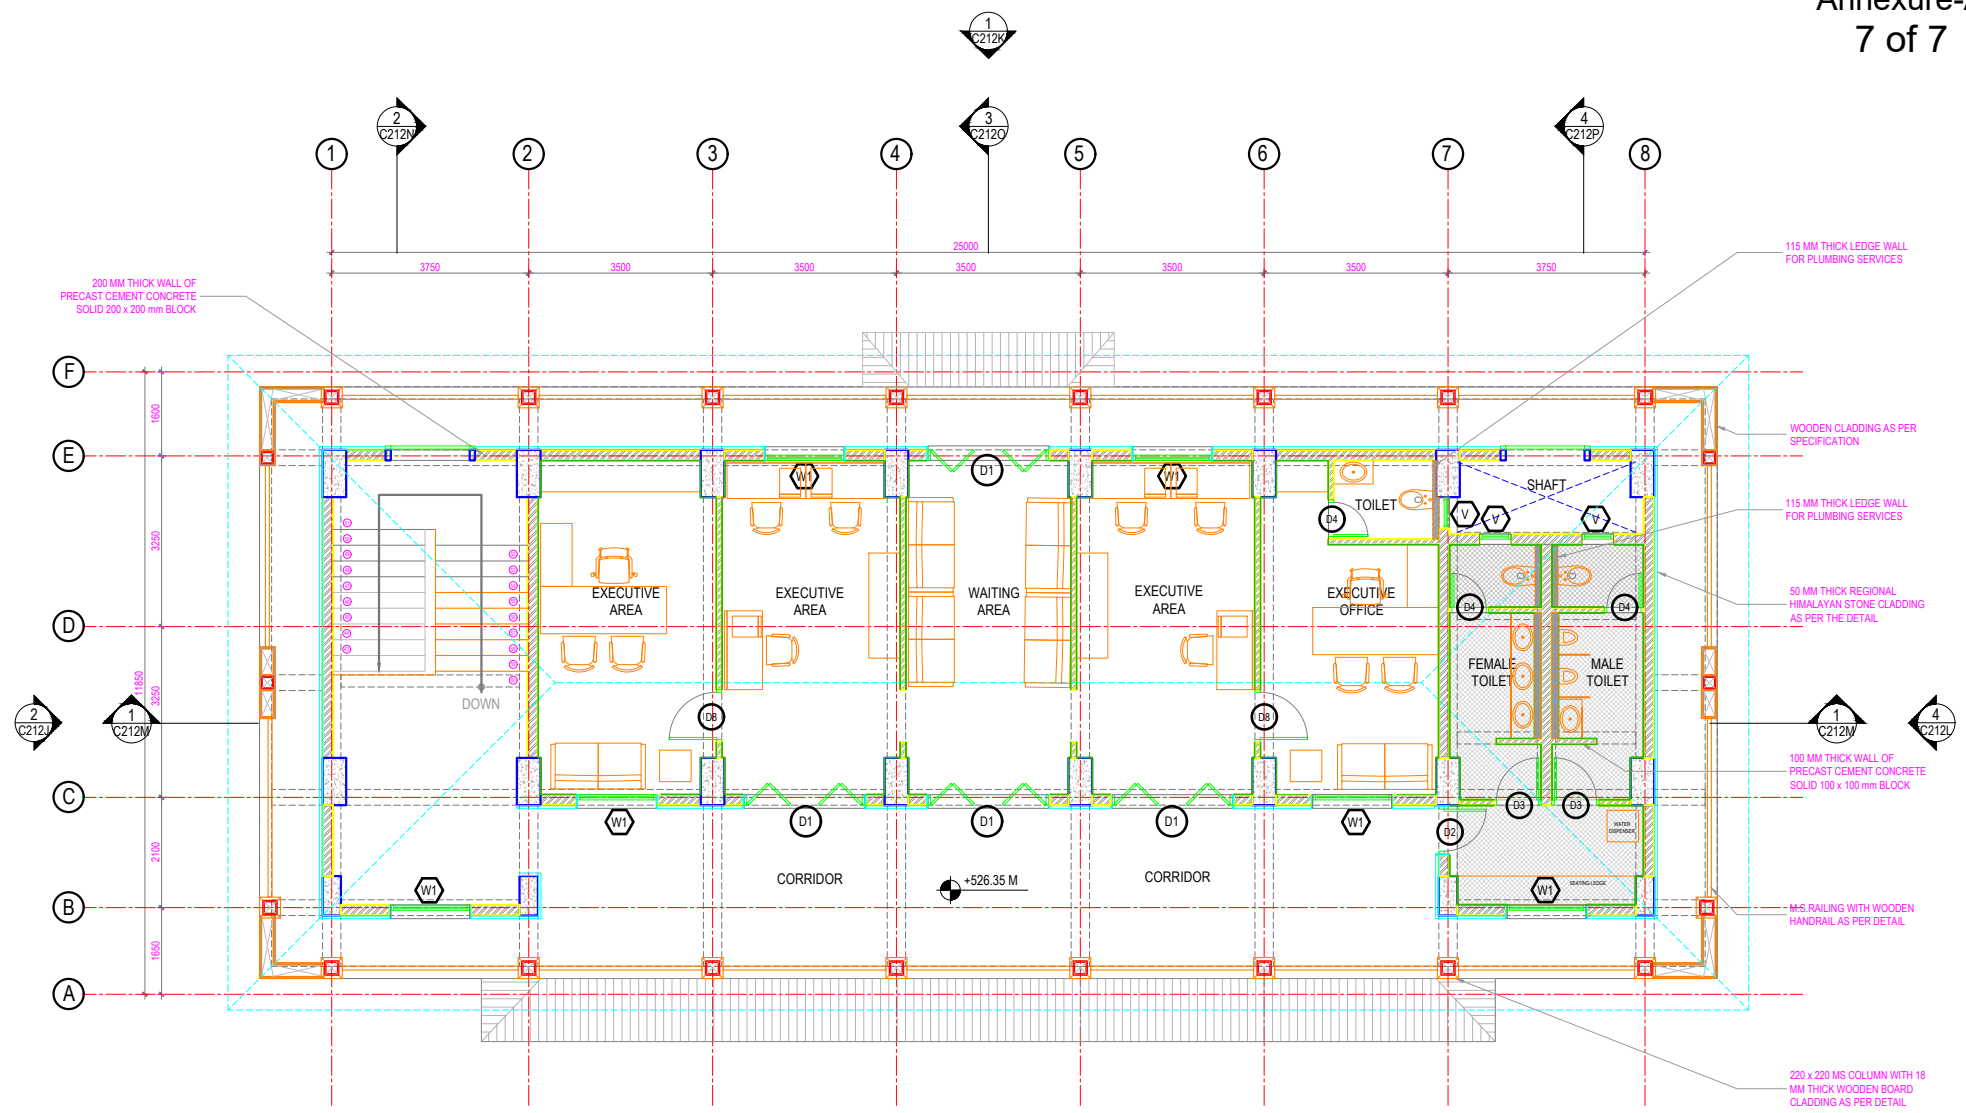 Annexure-A
7 of 7
1
C212K
2
C212N
3
C212O
4
C212P
1
2
3
4
5
6
7
8
25000
3750
3500
3500
3500
3500
3500
3750
115 MM THICK LEDGE WALL
FOR PLUMBING SERVICES
200 MM THICK WALL OF
PRECAST CEMENT CONCRETE
SOLID 200 x 200 mm BLOCK
F
E
D
C
B
A
1600
3250
3250
2100
1650
11850
WOODEN CLADDING AS PER
SPECIFICATION
115 MM THICK LEDGE WALL
FOR PLUMBING SERVICES
50 MM THICK REGIONAL
HIMALAYAN STONE CLADDING
AS PER THE DETAIL
W1
D1
W1
TOILET
SHAFT
D4
V
V
V
EXECUTIVE
AREA
EXECUTIVE
AREA
WAITING
AREA
EXECUTIVE
AREA
EXECUTIVE
OFFICE
D4
D4
FEMALE
TOILET
MALE
TOILET
DOWN
D8
D8
2
C212J
1
C212M
1
C212M
4
C212L
100 MM THICK WALL OF
PRECAST CEMENT CONCRETE
SOLID 100 x 100 mm BLOCK
W1
D1
D1
D1
W1
D2
D3
D3
WATER
DISPENSER
CORRIDOR
+526.35 M
CORRIDOR
W1
W1
SEATING LEDGE
M.S.RAILING WITH WOODEN
HANDRAIL AS PER DETAIL
220 x 220 MS COLUMN WITH 18
MM THICK WOODEN BOARD
CLADDING AS PER DETAIL